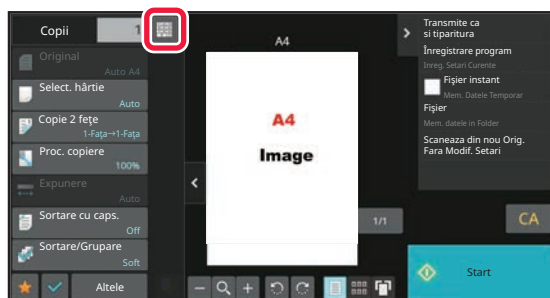 Copii
1
Original
Auto A4
Select. hârtie
Auto
Copie 2 fețe
1-Fața→1-Fața
Proc. copiere
100%
Expunere
Auto
Sortare cu caps.
Off
Sortare/Grupare
Soft
Altele
A4
A4
Image
1/1
Transmite ca
si tiparitura
Înregistrare program
Inreg. Setari Curente
Fișier instant
Mem. Datele Temporar
Fișier
Mem. datele in Folder
Scaneaza din nou Orig.
Fara Modif. Setari
CA
Start